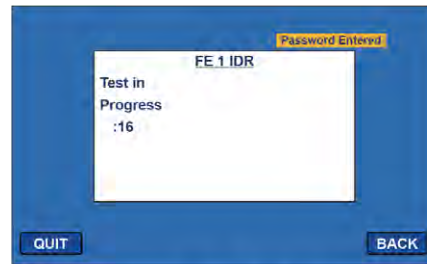 Password Entered
FE 1 IDR
Test in
Progress
:16
QUIT
BACK